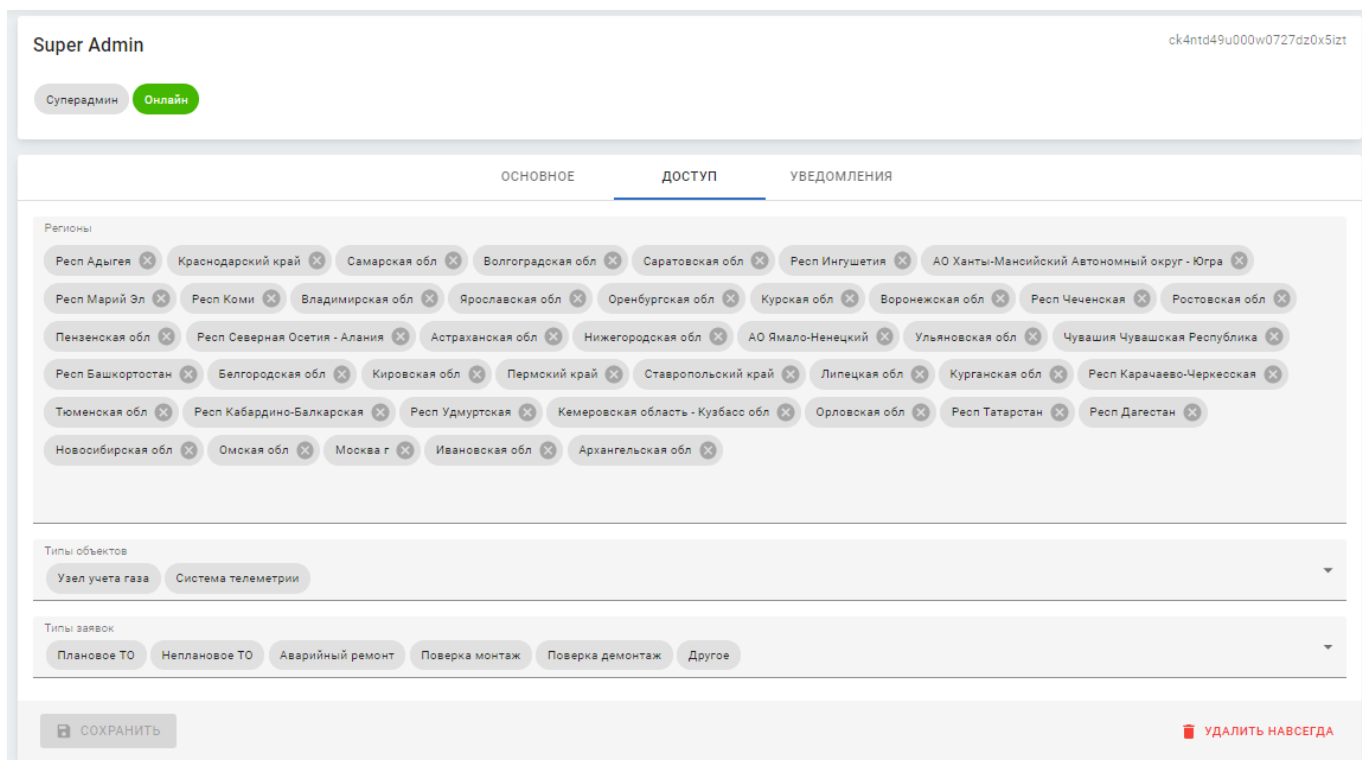 Super Admin
ck4ntd49u000w0727dz0x5izt
Суперадмин Онлайн
ОСНОВНОЕ ДОСТУП УВЕДОМЛЕНИЯ
Регионы
Респ Адыгея Краснодарский край Самарская обл Волгоградская обл Саратовская обл Респ Ингушетия АО Ханты-Мансийский Автономный округ - Югра
Респ Марий Эл Респ Коми Владимирская обл Ярославская обл Оренбургская обл Курская обл Воронежская обл Респ Чеченская Ростовская обл
Пензенская обл Респ Северная Осетия - Алания Астраханская обл Нижегородская обл АО Ямало-Ненецкий Ульяновская обл Чувашия Чувашская Республика
Респ Башкортостан Белгородская обл Кировская обл Пермский край Ставропольский край Липецкая обл Курганская обл Респ Карачаево-Черкесская
Тюменская обл Респ Кабардино-Балкарская Респ Удмуртская Кемеровская область - Кузбасс обл Орловская обл Респ Татарстан Респ Дагестан
Новосибирская обл Омская обл Москва г Ивановская обл Архангельская обл
Типы объектов
Узел учета газа Система телеметрии
Типы заявок
Плановое ТО Неплановое ТО Аварийный ремонт Поверка монтаж Поверка демонтаж Другое
СОХРАНИТЬ УДАЛИТЬ НАВСЕГДА